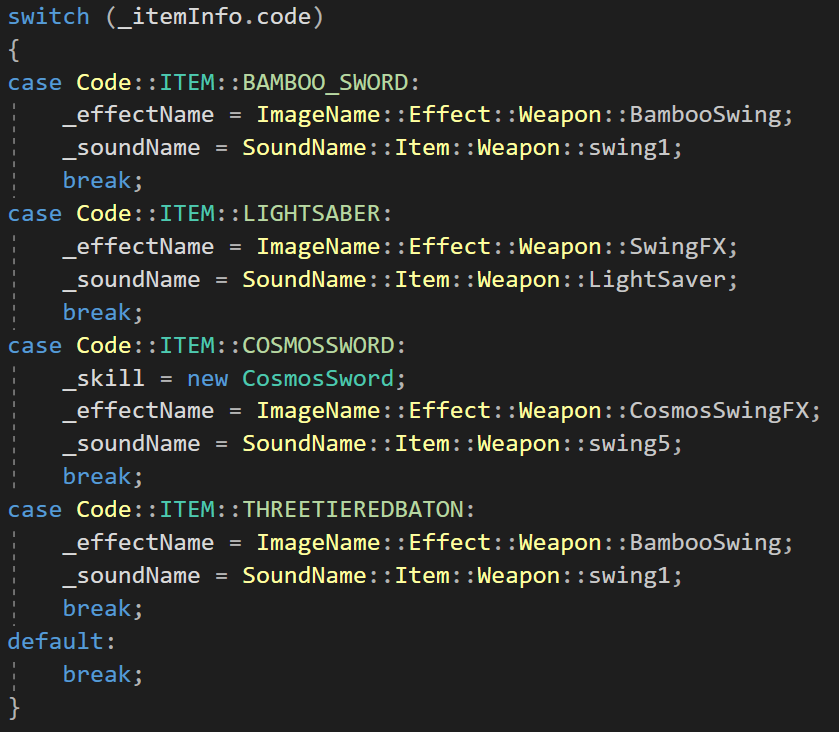 switch (_itemInfo.code)
{
case Code::ITEM::BAMBOO_SWORD:
    _effectName = ImageName::Effect::Weapon::BambooSwing;
    _soundName = SoundName::Item::Weapon::swing1;
    break;
case Code::ITEM::LIGHTSABER:
    _effectName = ImageName::Effect::Weapon::SwingFX;
    _soundName = SoundName::Item::Weapon::LightSaver;
    break;
case Code::ITEM::COSMOSSWORD:
    _skill = new CosmosSword;
    _effectName = ImageName::Effect::Weapon::CosmosSwingFX;
    _soundName = SoundName::Item::Weapon::swing5;
    break;
case Code::ITEM::THREETIEREDBATON:
    _effectName = ImageName::Effect::Weapon::BambooSwing;
    _soundName = SoundName::Item::Weapon::swing1;
    break;
default:
    break;
}